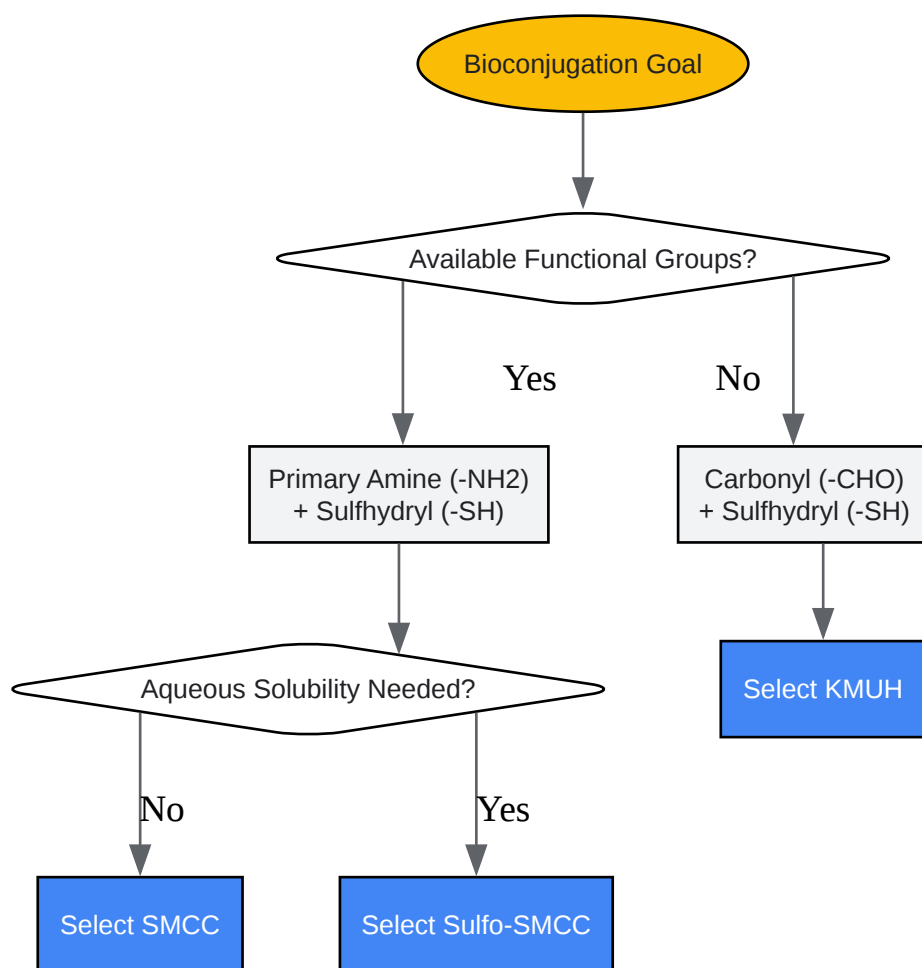 Bioconjugation Goal
Available Functional Groups?
Yes
No
Primary Amine (-NH2)
+ Sulfhydryl (-SH)
Carbonyl (-CHO)
+ Sulfhydryl (-SH)
Aqueous Solubility Needed?
Select KMUH
No
Yes
Select SMCC
Select Sulfo-SMCC